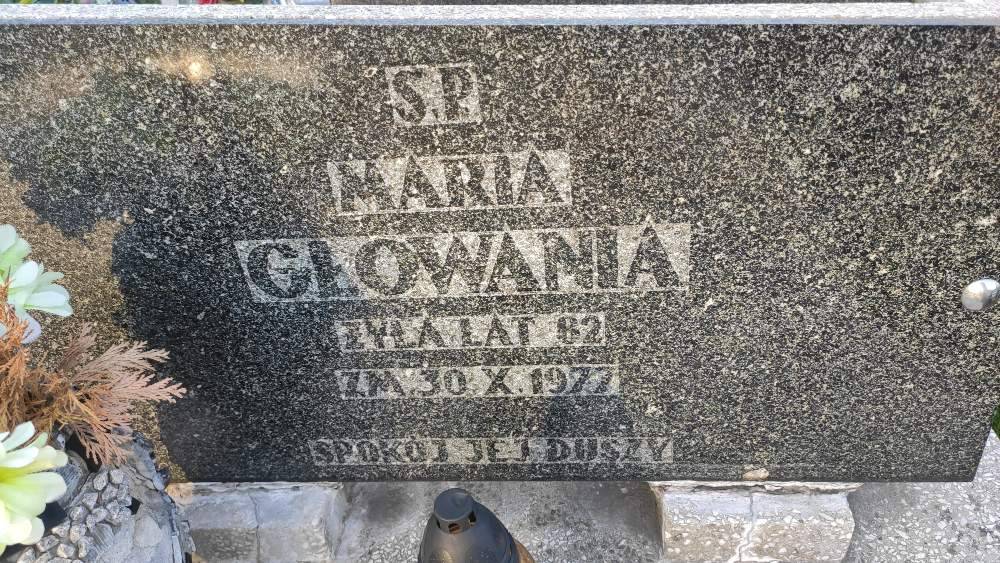 Ś.P
MARIA
GŁOWANIA
ŻYŁA LAT 82
ZM. 30 X. 1977
SPOKÓJ JEJ DUSZY